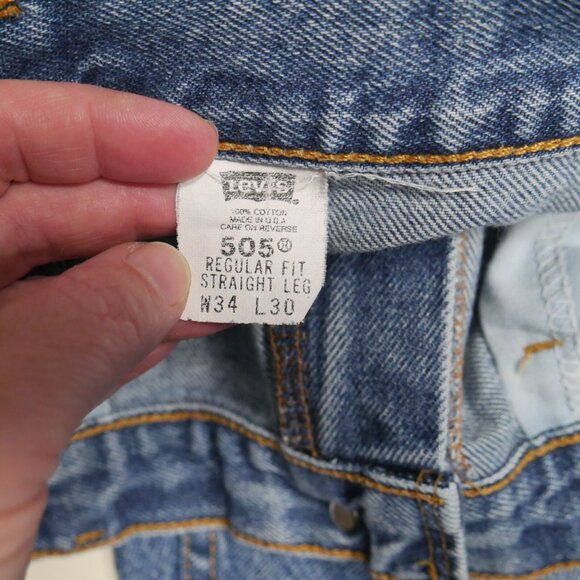 Levi's
100% COTTON
MADE IN U.S.A
CARE ON REVERSE
505®
REGULAR FIT
STRAIGHT LEG
W34 L30